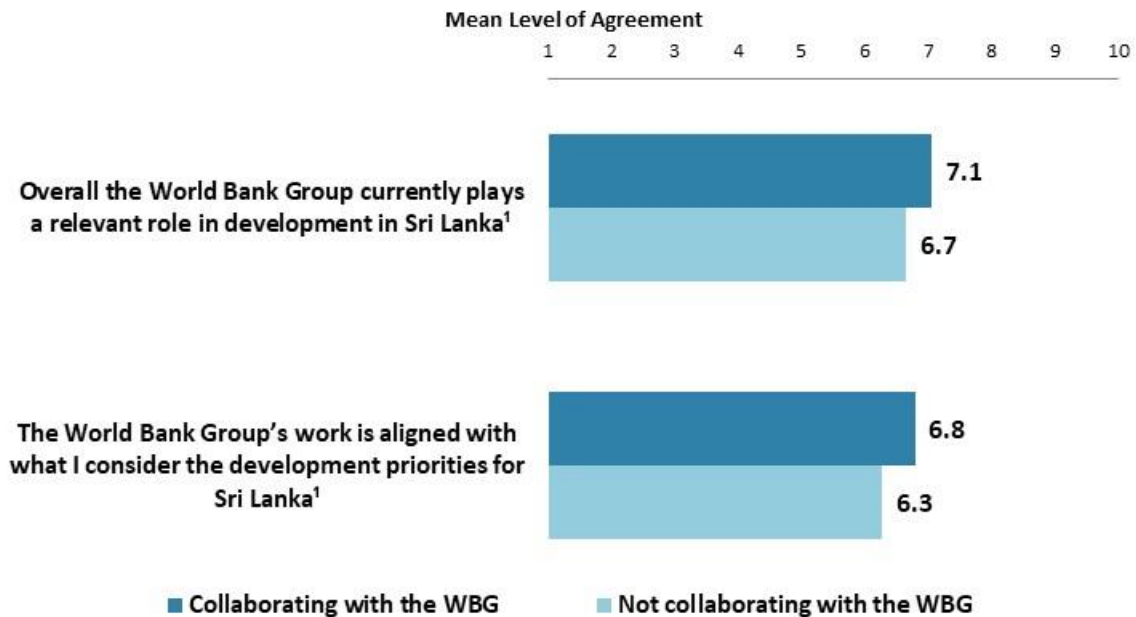 Mean Level of Agreement
1 2 3 4 5 6 7 8 9 10
Overall the World Bank Group currently plays
a relevant role in development in Sri Lanka¹
7.1
6.7
The World Bank Group’s work is aligned with
what I consider the development priorities for
Sri Lanka¹
6.8
6.3
Collaborating with the WBG Not collaborating with the WBG